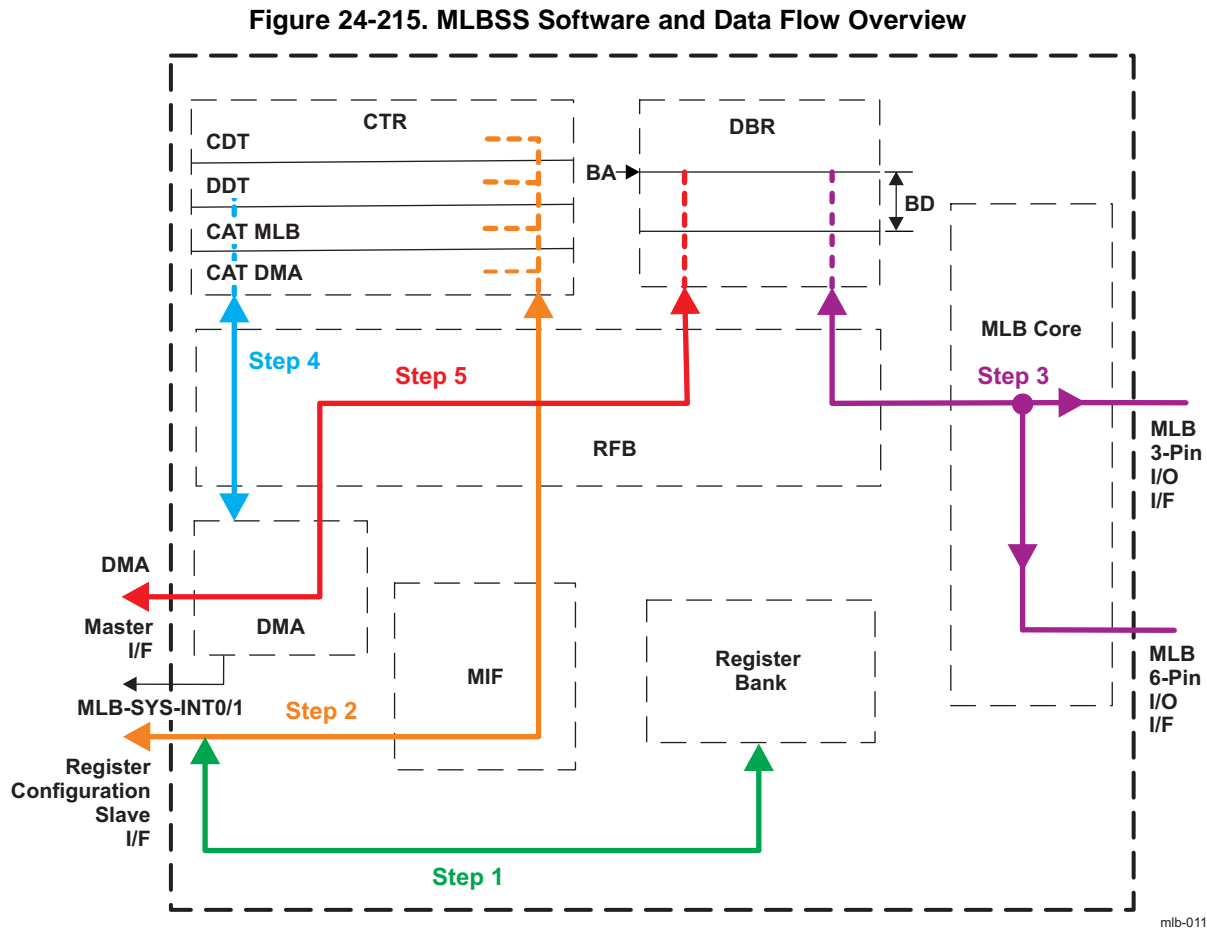 Figure 24-215. MLBSS Software and Data Flow Overview
CTR
CDT
DDT
CAT MLB
CAT DMA
DBR
BA
BD
MLB Core
Step 4
Step 5
Step 3
RFB
MLB
3-Pin
I/O
I/F
DMA
Master
I/F
DMA
MIF
Register
Bank
MLB
6-Pin
I/O
I/F
MLB-SYS-INT0/1
Step 2
Register
Configuration
Slave
I/F
Step 1
mlb-011